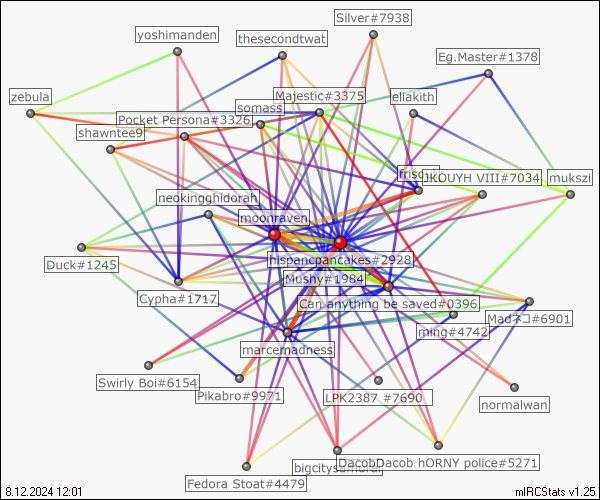 Silver#7938
yoshimanden
thesecondtwat
Eg.Master#1378
zebula
Majestic#3375
eliakith
somass
Pocket Persona#3326
shawntee9
JKOUYH VIII#7034
mukszi
neokingghidorah
moonraven
hispancpancakes#2928
Duck#1245
Mushy#1984
Cypha#1717
Can anything be saved#0396
Madネコ#6901
ming#4742
marcemadness
Swirly Boi#6154
Pikabro#9971
LPK2387 #7690
normalwan
DacobDacob hORNY police#5271
Fedora Stoat#4479
8.12.2024 12:01
mIRCStats v1.25